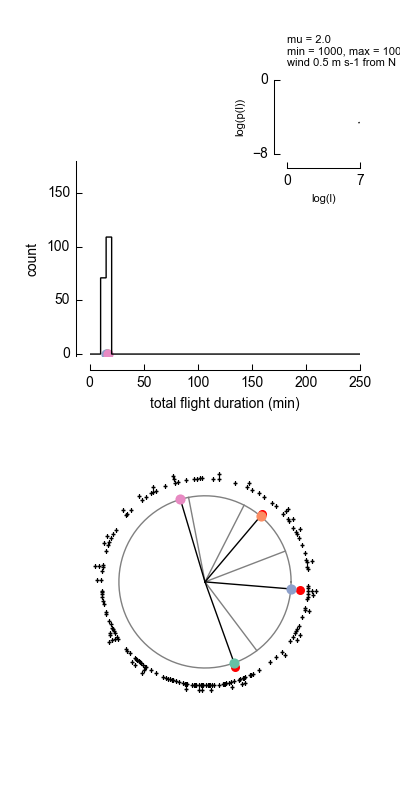 mu = 2.0
min = 1000, max = 100
wind 0.5 m s-1 from N
0
log(p(l))
−8
0 7
log(l)
150
100
50
0
count
0 50 100 150 200 250
total flight duration (min)